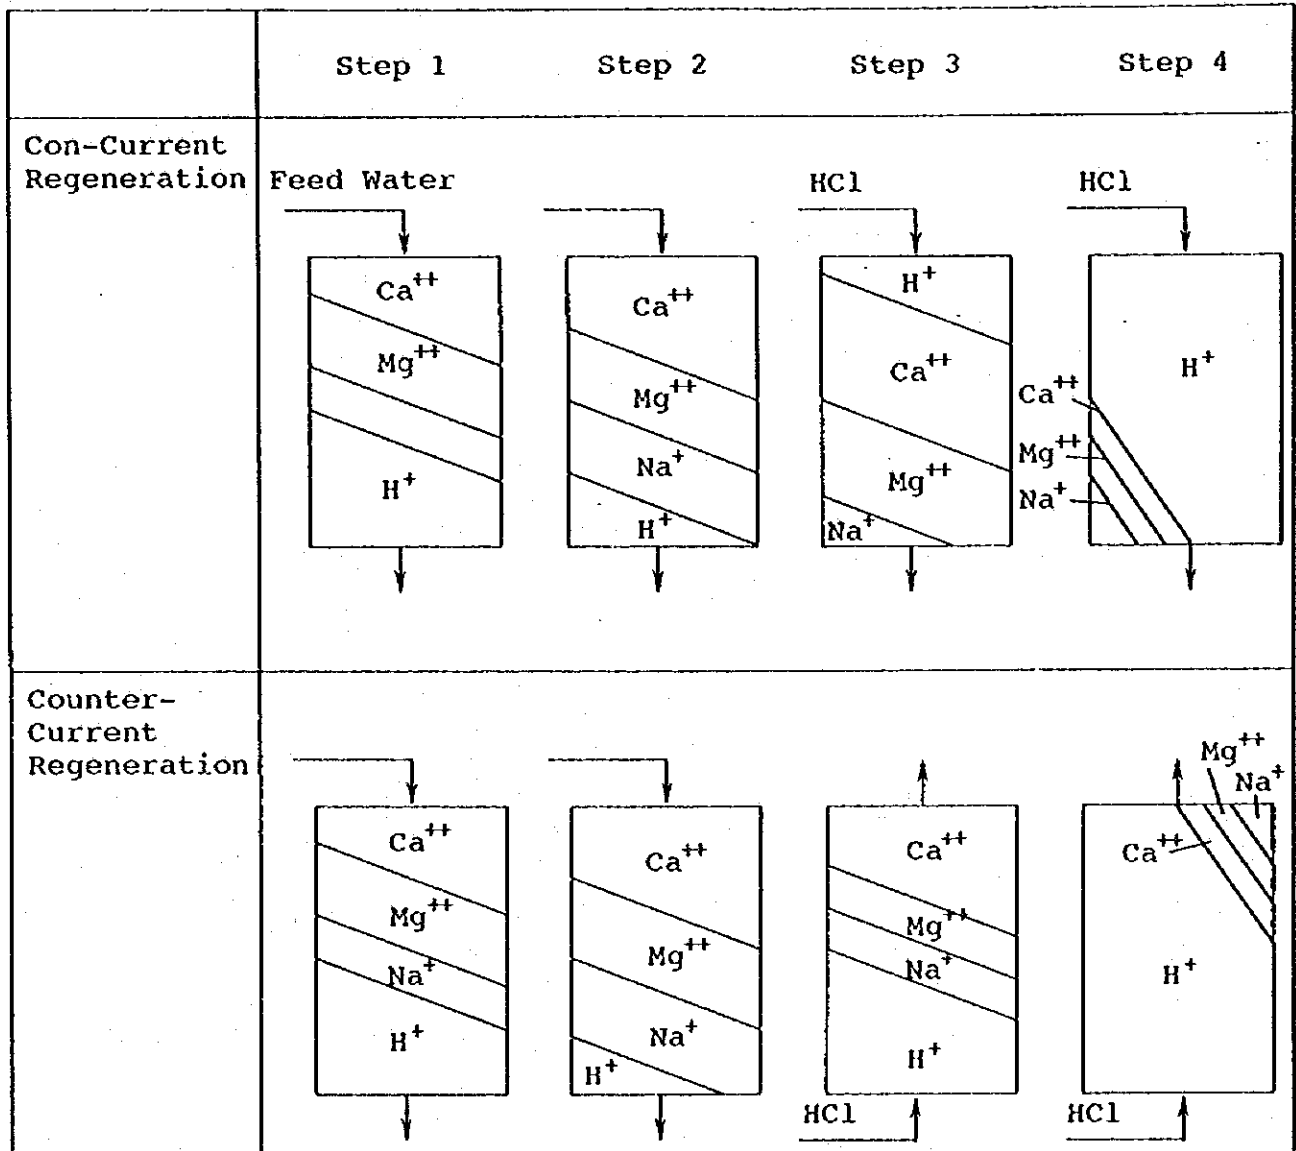 Step 1 Step 2 Step 3 Step 4
Con-Current
Regeneration
Feed Water
HCl
HCl
Ca⁺⁺
Mg⁺⁺
H⁺
Ca⁺⁺
Mg⁺⁺
Na⁺
H⁺
H⁺
Ca⁺⁺
Mg⁺⁺
Na⁺
H⁺
Ca⁺⁺
Mg⁺⁺
Na⁺
Counter-
Current
Regeneration
Ca⁺⁺
Mg⁺⁺
Na⁺
H⁺
Ca⁺⁺
Mg⁺⁺
Na⁺
H⁺
Ca⁺⁺
Mg⁺⁺
Na⁺
H⁺
HCl
Mg⁺⁺
Na⁺
Ca⁺⁺
H⁺
HCl